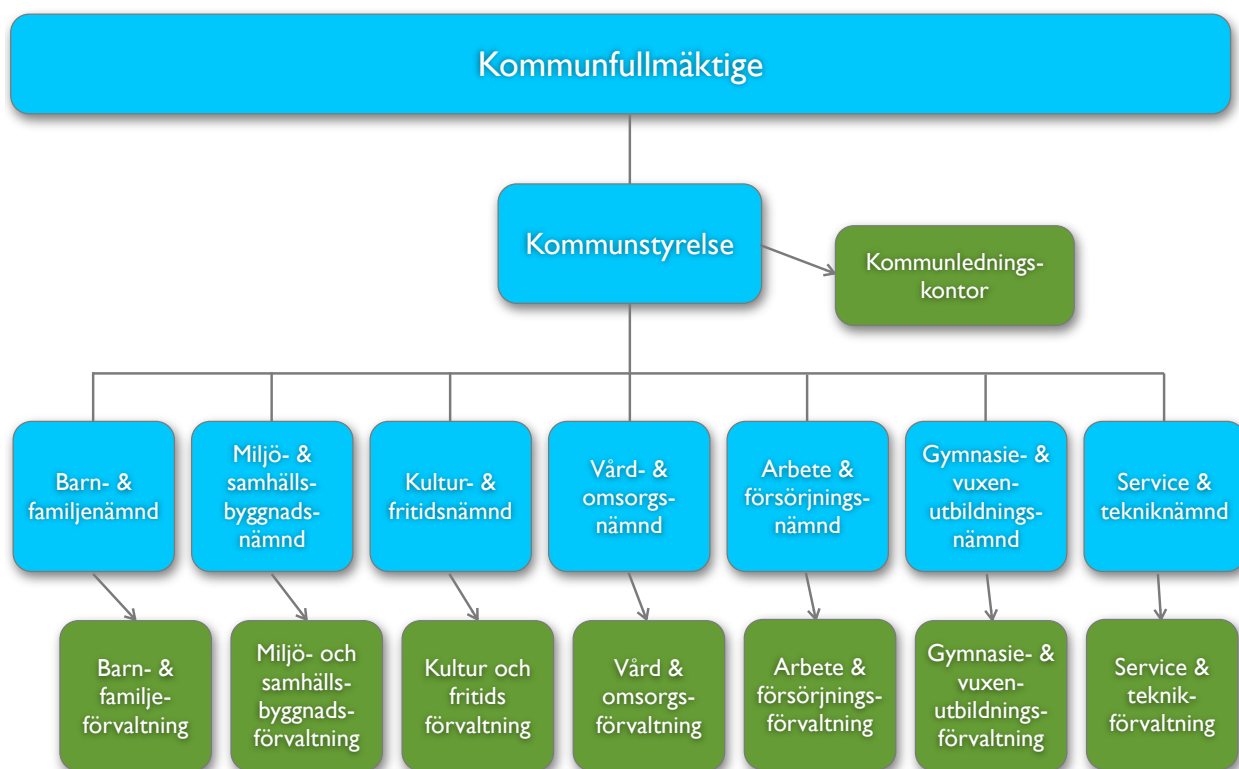 Kommunfullmäktige
Kommunstyrelse
Kommunlednings-
kontor
Barn- &
familjenämnd
Miljö- &
samhälls-
byggnads-
nämnd
Kultur- &
fritidsnämnd
Vård- &
omsorgs-
nämnd
Arbete &
försörjnings-
nämnd
Gymnasie- &
vuxen-
utbildnings-
nämnd
Service &
tekniknämnd
Barn- &
familje-
förvaltning
Miljö- och
samhälls-
byggnads-
förvaltning
Kultur och
fritids
förvaltning
Vård &
omsorgs-
förvaltning
Arbete &
försörjnings-
förvaltning
Gymnasie- &
vuxen-
utbildnings-
förvaltning
Service &
teknik-
förvaltning